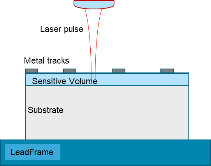 Laser pulse
Metal tracks
Sensitive Volume
Substrate
LeadFrame